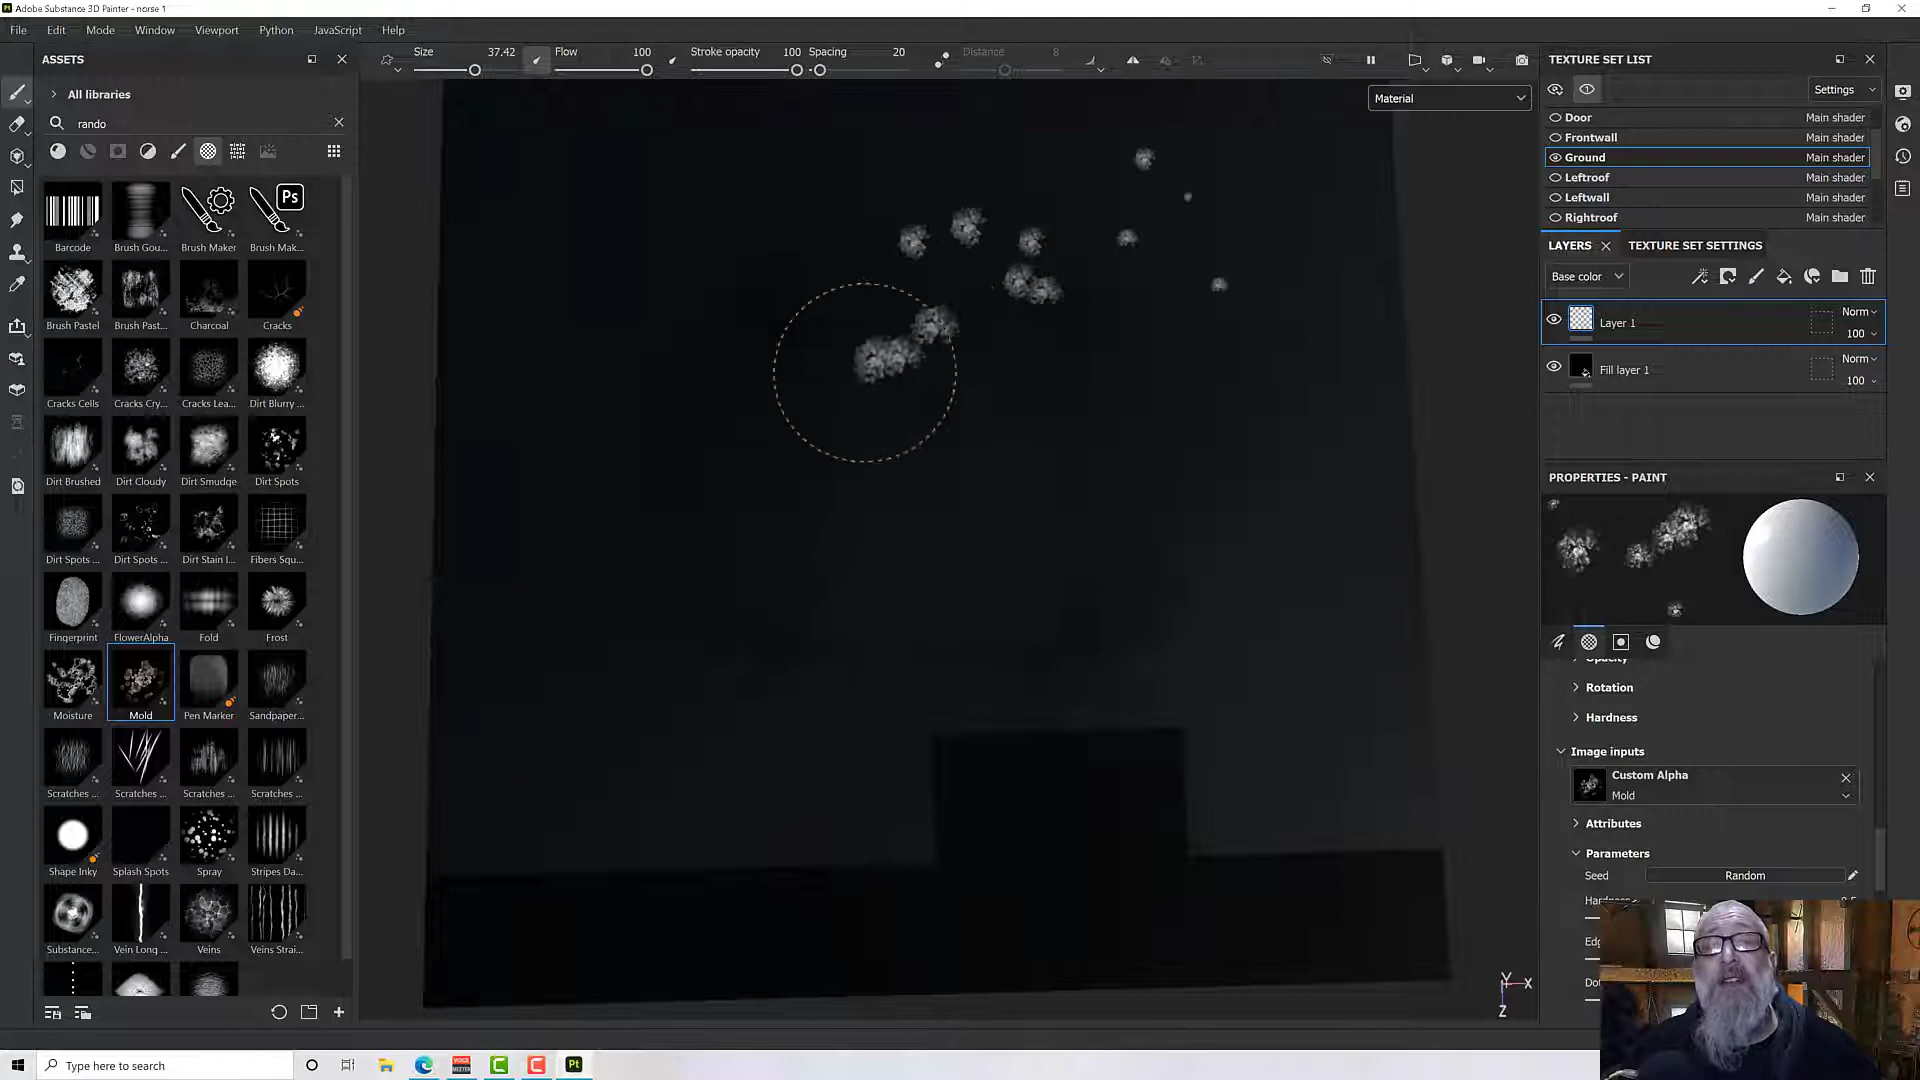 Adobe Substance 3D Painter - norse 1
File Edit Mode Window Viewport Python JavaScript Help
ASSETS
Size 37.42 Flow 100 Stroke opacity 100 Spacing 20 Distance 8
All libraries
rando
Material
Barcode Brush Gou... Brush Maker Brush Mak...
Ps
Brush Pastel Brush Past... Charcoal Cracks
Cracks Cells Cracks Cry... Cracks Lea... Dirt Blurry ...
Dirt Brushed Dirt Cloudy Dirt Smudge Dirt Spots
Dirt Spots ... Dirt Spots ... Dirt Stain I... Fibers Squ...
Fingerprint FlowerAlpha Fold Frost
Moisture Mold Pen Marker Sandpaper...
Scratches ... Scratches ... Scratches ... Scratches ...
Shape Inky Splash Spots Spray Stripes Da...
Substance... Vein Long ... Veins Veins Strai...
Y X
Z
TEXTURE SET LIST
Settings
Door Main shader
Frontwall Main shader
Ground Main shader
Leftroof Main shader
Leftwall Main shader
Rightroof Main shader
LAYERS TEXTURE SET SETTINGS
Base color
Layer 1 Norm 100
Fill layer 1 Norm 100
PROPERTIES - PAINT
Opacity
Rotation
Hardness
Image inputs
Custom Alpha
Mold
Attributes
Parameters
Seed Random
Type here to search
VOICE MEETER
Pt